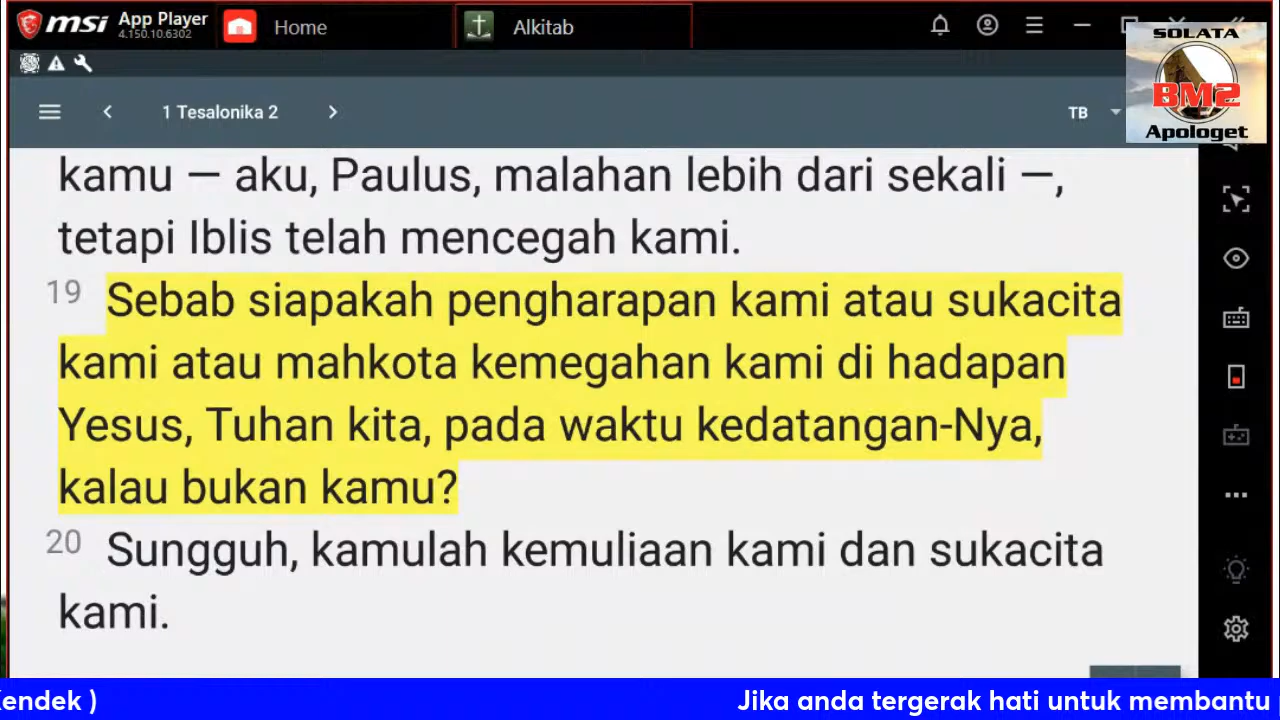 msi App Player
4.150.10.6302
Home
Alkitab
SOLATA
BM2
Apologet
1 Tesalonika 2
TB
kamu — aku, Paulus, malahan lebih dari sekali —,
tetapi Iblis telah mencegah kami.
19 Sebab siapakah pengharapan kami atau sukacita
kami atau mahkota kemegahan kami di hadapan
Yesus, Tuhan kita, pada waktu kedatangan-Nya,
kalau bukan kamu?
20 Sungguh, kamulah kemuliaan kami dan sukacita
kami.
endek ) Jika anda tergerak hati untuk membantu